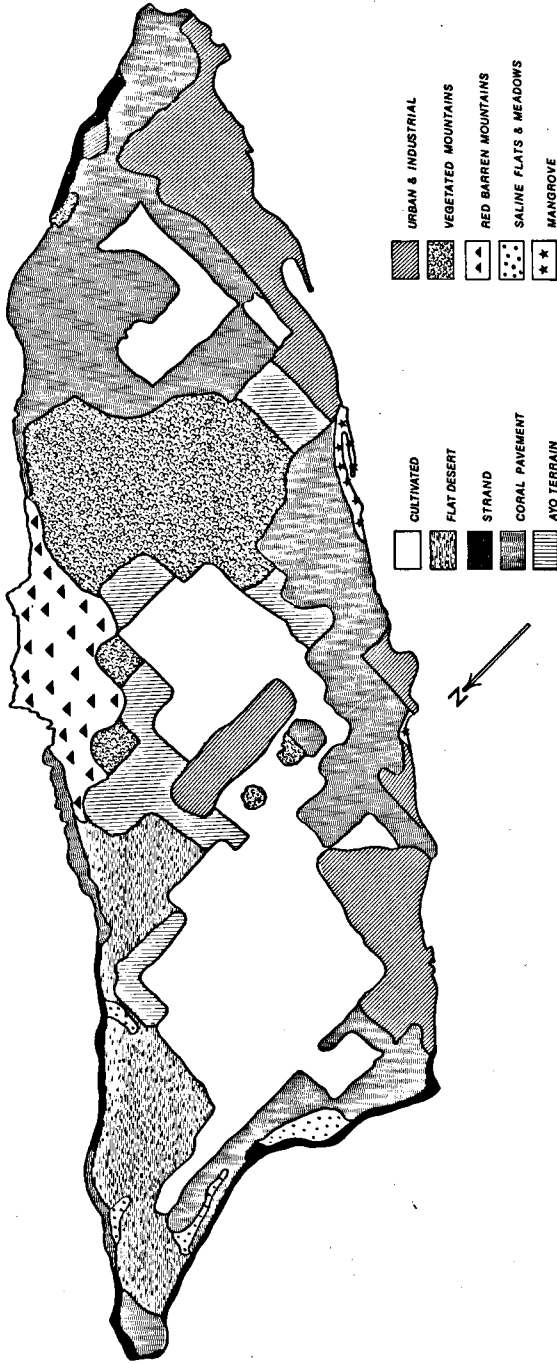 CULTIVATED
FLAT DESERT
STRAND
CORAL PAVEMENT
AYO TERRAIN
URBAN & INDUSTRIAL
VEGETATED MOUNTAINS
RED BARREN MOUNTAINS
SALINE FLATS & MEADOWS
MANGROVE
N